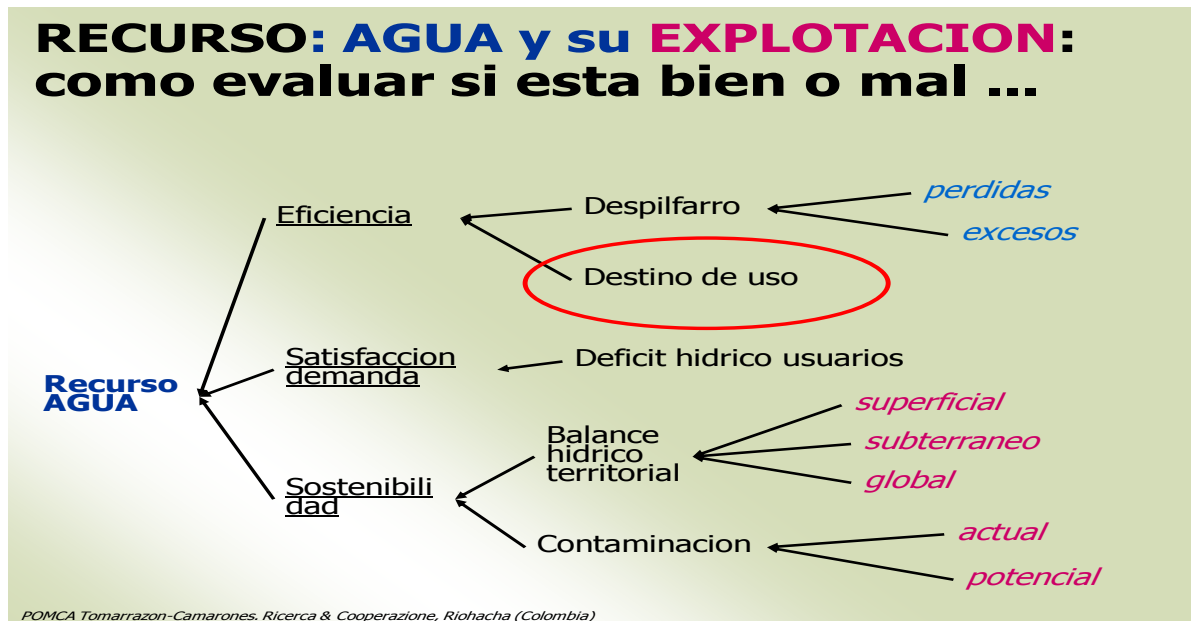 RECURSO: AGUA y su EXPLOTACION:
como evaluar si esta bien o mal ...
perdidas
Eficiencia
Despilfarro
excesos
Destino de uso
Satisfaccion
demanda
Deficit hidrico usuarios
Recurso
AGUA
superficial
Balance
hidrico
territorial
subterraneo
global
Sostenibili
dad
actual
Contaminacion
potencial
POMCA Tomarrazon-Camarones. Ricerca & Cooperazione, Riohacha (Colombia)